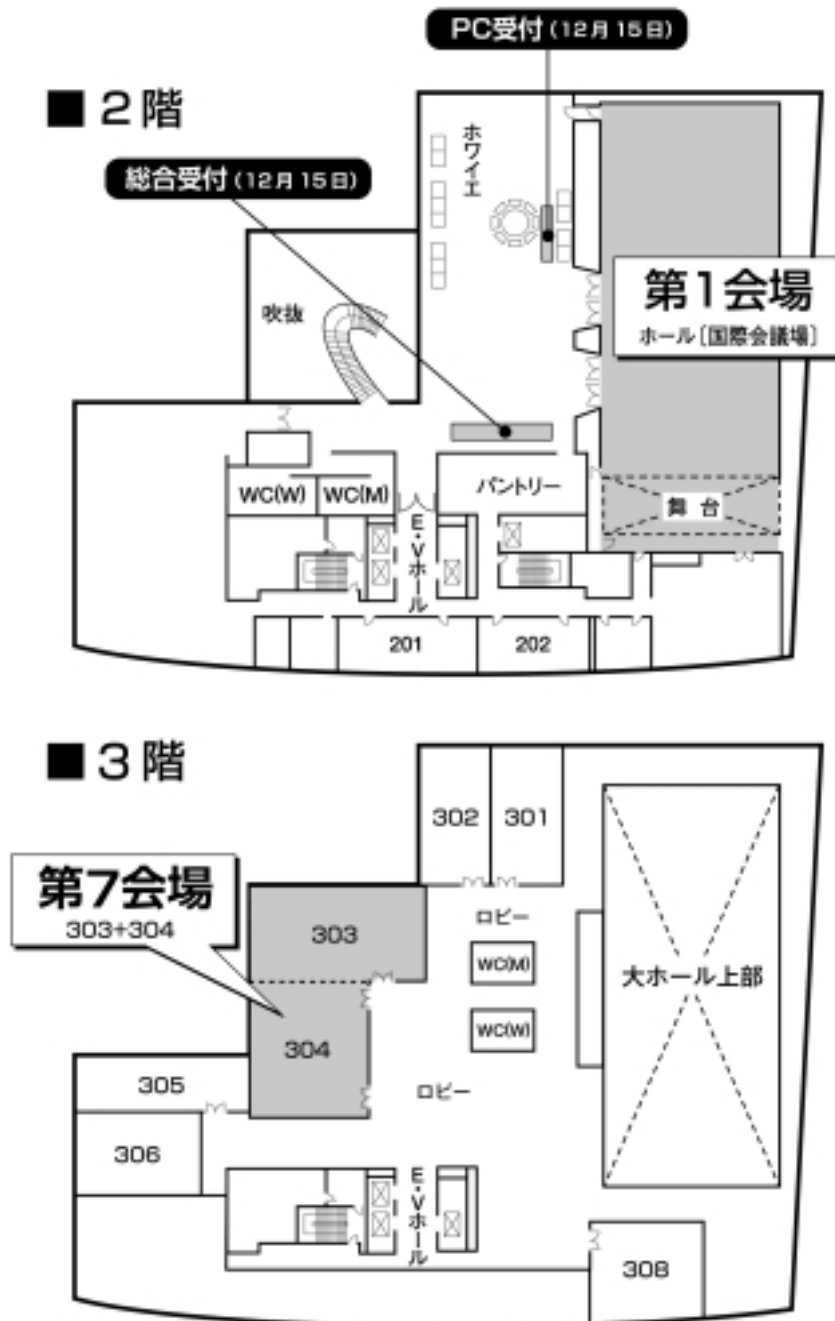 PC受付(12月15日)
■2階
ホワイエ
総合受付(12月15日)
第1会場
ホール[国際会議場]
吹抜
WC(W)
WC(M)
パントリー
舞台
E・Vホール
201
202
■3階
302
301
第7会場
303+304
303
ロビー
WC(M)
大ホール上部
WC(W)
304
305
ロビー
306
E・Vホール
308